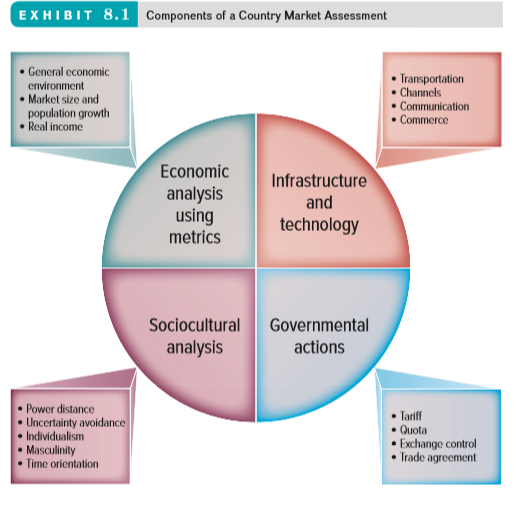 EXHIBIT 8.1 Components of a Country Market Assessment
• General economic
environment
• Market size and
population growth
• Real income
• Transportation
• Channels
• Communication
• Commerce
Economic
analysis
using
metrics
Infrastructure
and
technology
Sociocultural
analysis
Governmental
actions
• Power distance
• Uncertainty avoidance
• Individualism
• Masculinity
• Time orientation
• Tariff
• Quota
• Exchange control
• Trade agreement